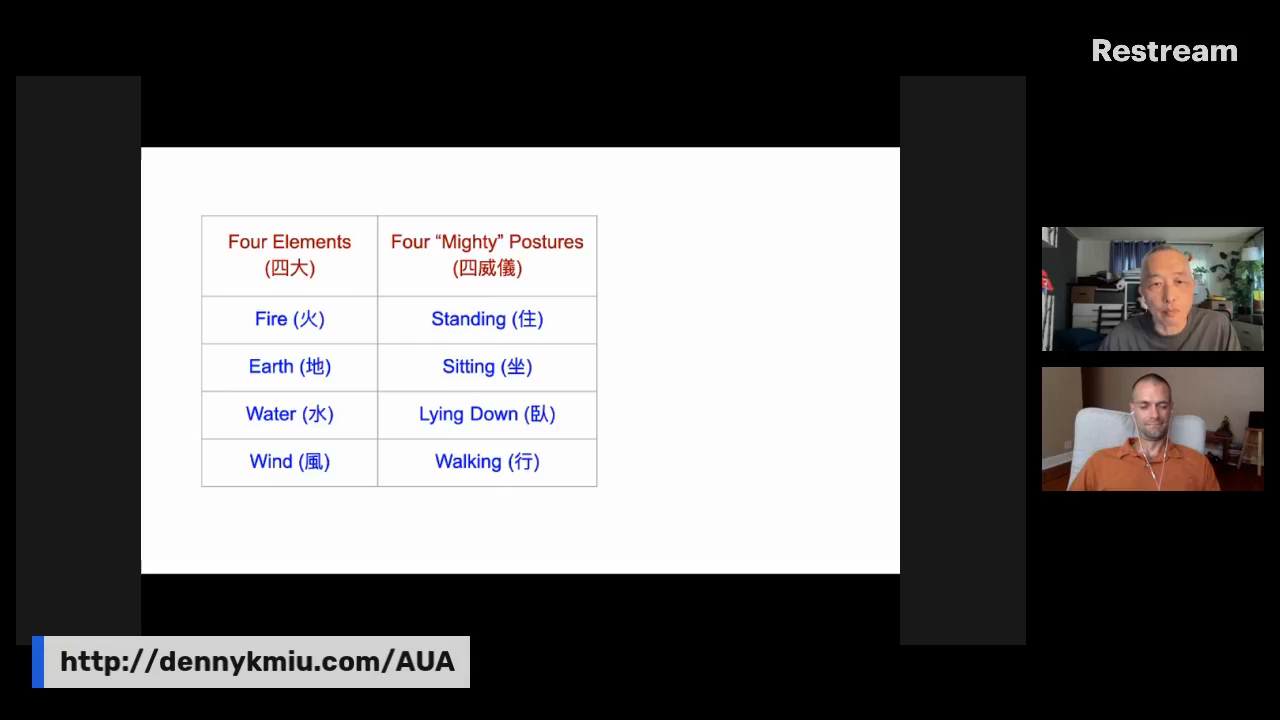 Restream
Four Elements
(四大)
Four “Mighty” Postures
(四威儀)
Fire (火)
Standing (住)
Earth (地)
Sitting (坐)
Water (水)
Lying Down (臥)
Wind (風)
Walking (行)
http://dennykmiu.com/AUA